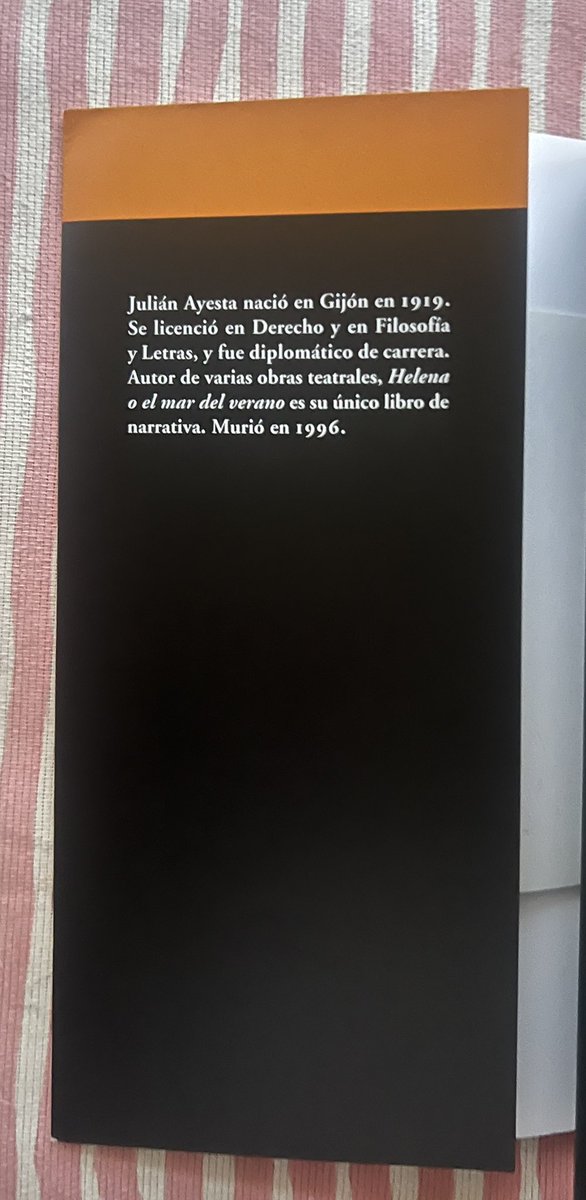 Julián Ayesta nació en Gijón en 1919.
Se licenció en Derecho y en Filosofía
y Letras, y fue diplomático de carrera.
Autor de varias obras teatrales, Helena
o el mar del verano es su único libro de
narrativa. Murió en 1996.